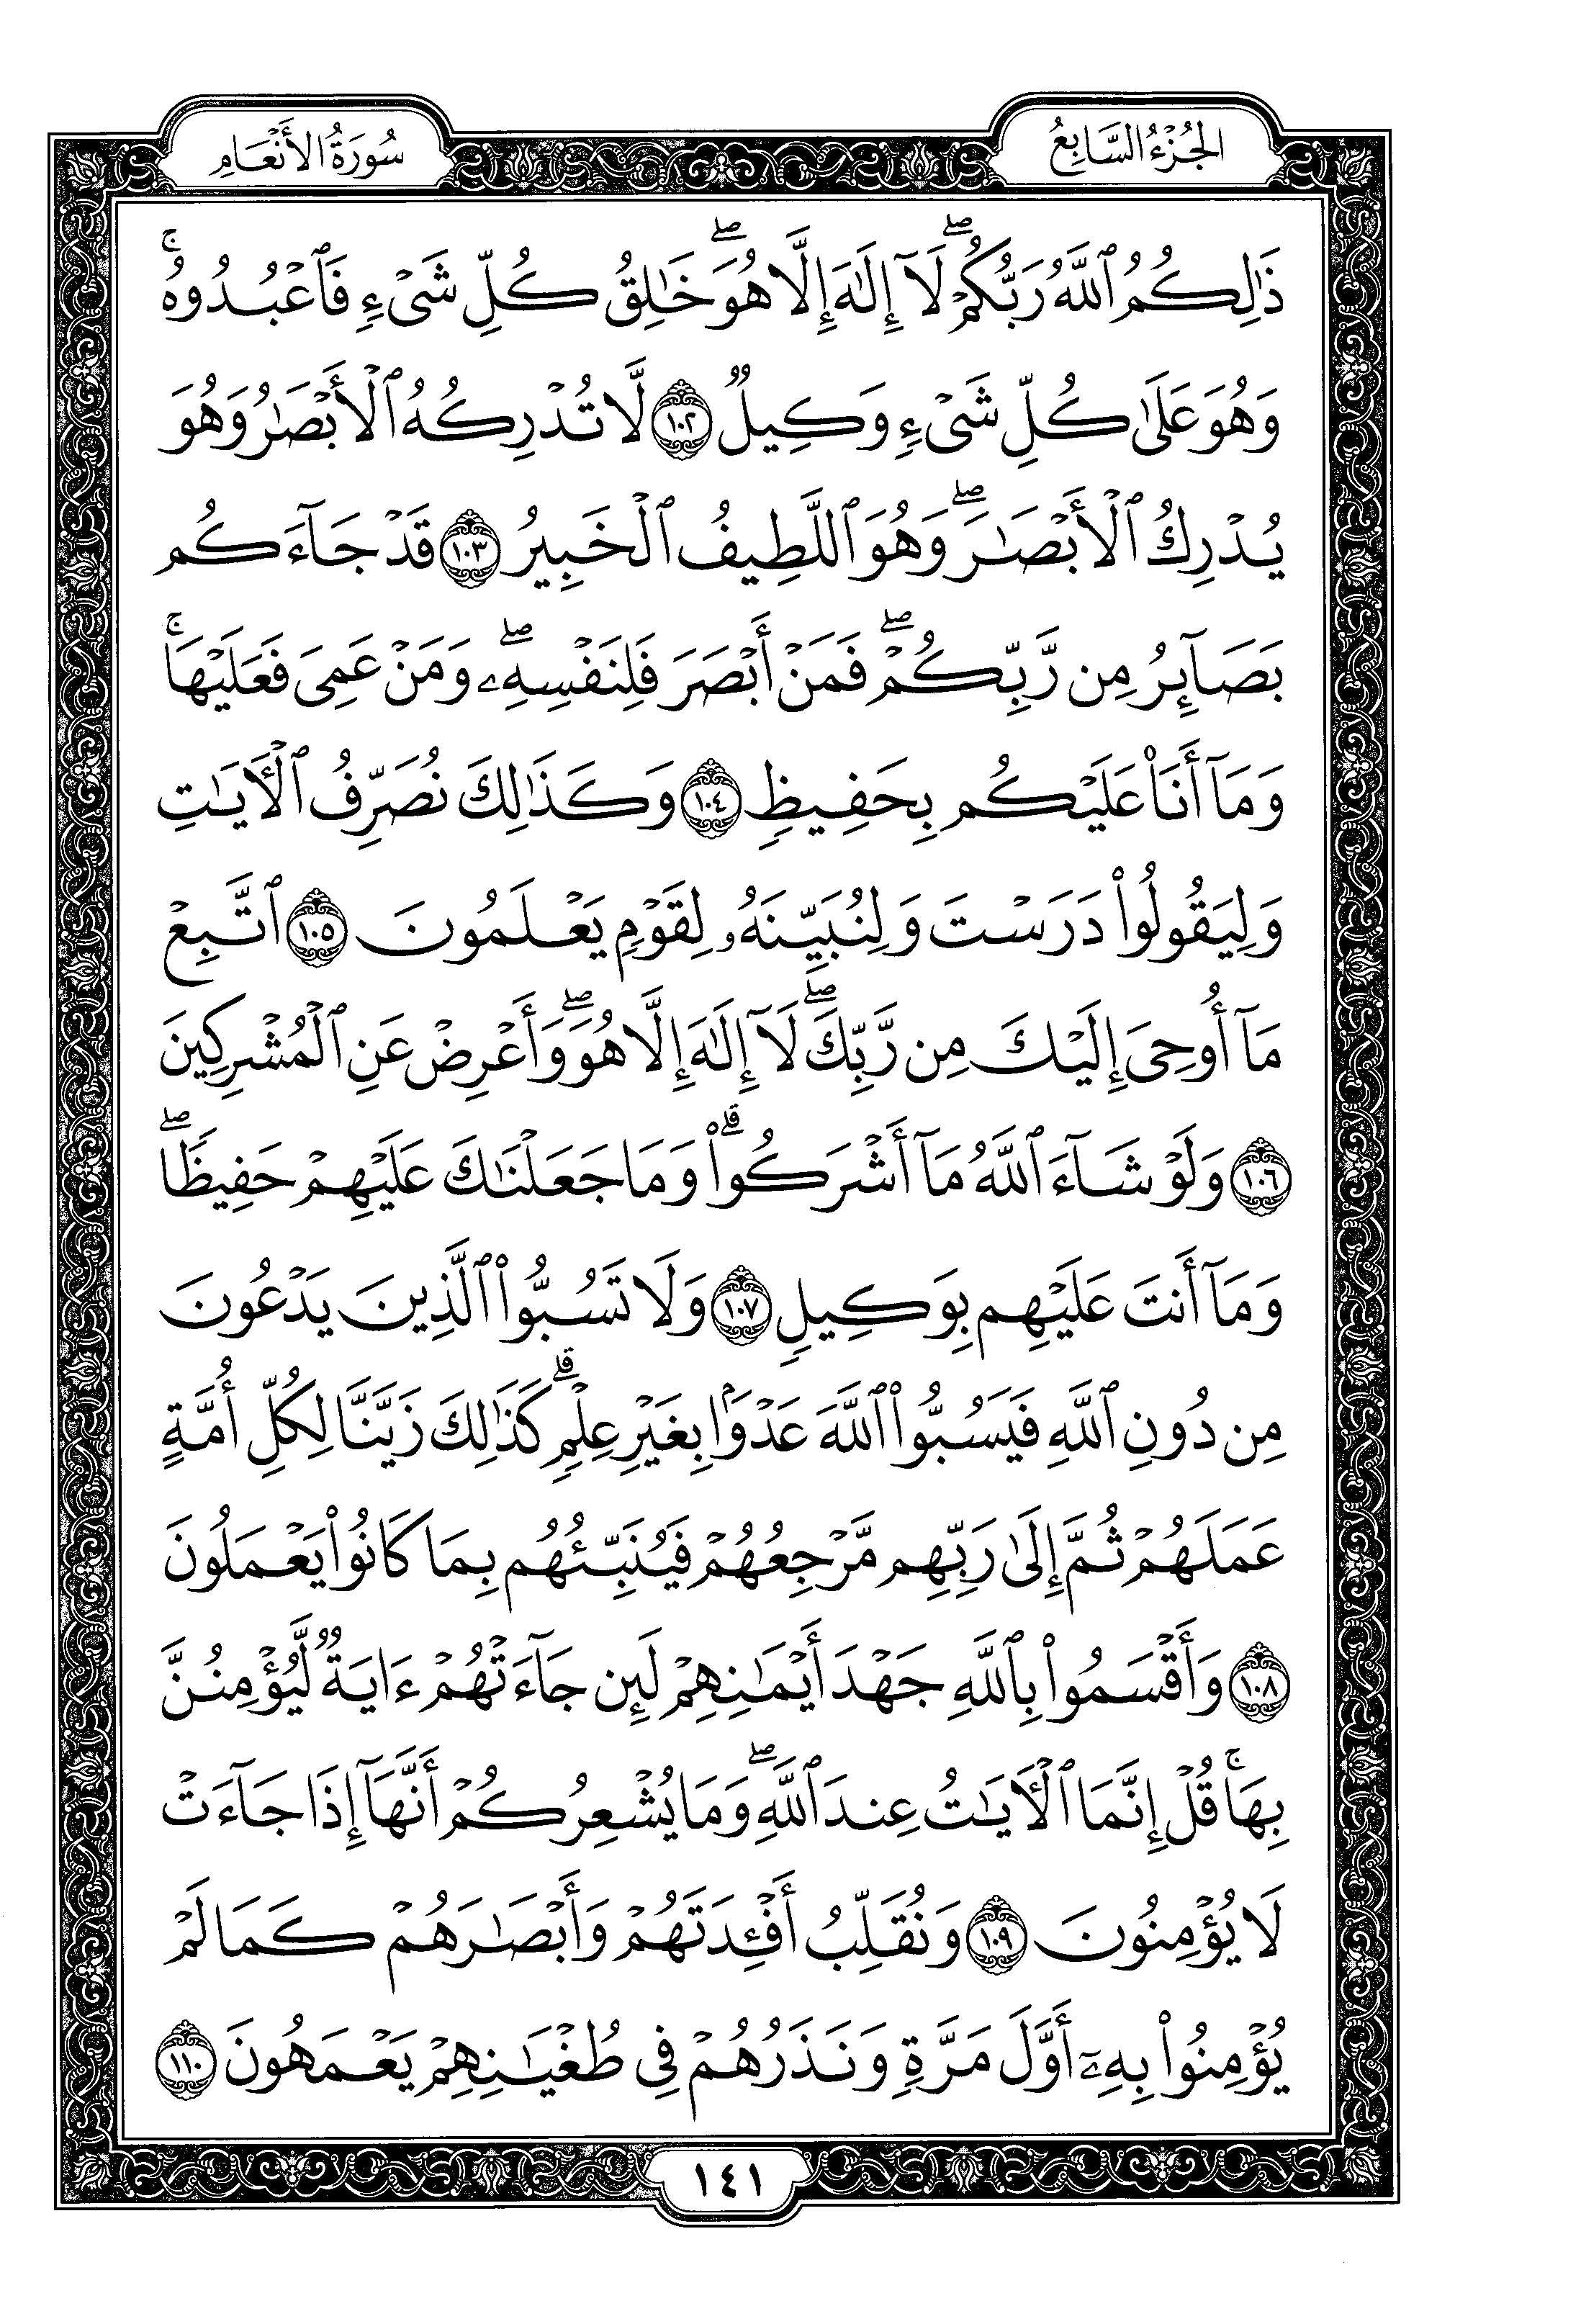 الجُزْءُ السَّابِعُ
سُورَةُ الأَنْعَامِ
ذَٰلِكُمُ ٱللَّهُ رَبُّكُمْۖ لَآ إِلَٰهَ إِلَّا هُوَۖ خَٰلِقُ كُلِّ شَىْءٍ فَٱعْبُدُوهُۚ
وَهُوَ عَلَىٰ كُلِّ شَىْءٍ وَكِيلٌ ١٠٢ لَّا تُدْرِكُهُ ٱلْأَبْصَٰرُ وَهُوَ
يُدْرِكُ ٱلْأَبْصَٰرَۖ وَهُوَ ٱللَّطِيفُ ٱلْخَبِيرُ ١٠٣ قَدْ جَآءَكُم
بَصَآئِرُ مِن رَّبِّكُمْۖ فَمَنْ أَبْصَرَ فَلِنَفْسِهِۦۖ وَمَنْ عَمِىَ فَعَلَيْهَاۚ
وَمَآ أَنَا۠ عَلَيْكُم بِحَفِيظٍ ١٠٤ وَكَذَٰلِكَ نُصَرِّفُ ٱلْءَايَٰتِ
وَلِيَقُولُوا۟ دَرَسْتَ وَلِنُبَيِّنَهُۥ لِقَوْمٍ يَعْلَمُونَ ١٠٥ ٱتَّبِعْ
مَآ أُوحِىَ إِلَيْكَ مِن رَّبِّكَۖ لَآ إِلَٰهَ إِلَّا هُوَۖ وَأَعْرِضْ عَنِ ٱلْمُشْرِكِينَ
١٠٦ وَلَوْ شَآءَ ٱللَّهُ مَآ أَشْرَكُوا۟ۗ وَمَا جَعَلْنَٰكَ عَلَيْهِمْ حَفِيظًاۖ
وَمَآ أَنتَ عَلَيْهِم بِوَكِيلٍ ١٠٧ وَلَا تَسُبُّوا۟ ٱلَّذِينَ يَدْعُونَ
مِن دُونِ ٱللَّهِ فَيَسُبُّوا۟ ٱللَّهَ عَدْوًۢا بِغَيْرِ عِلْمٍۗ كَذَٰلِكَ زَيَّنَّا لِكُلِّ أُمَّةٍ
عَمَلَهُمْ ثُمَّ إِلَىٰ رَبِّهِم مَّرْجِعُهُمْ فَيُنَبِّئُهُم بِمَا كَانُوا۟ يَعْمَلُونَ
١٠٨ وَأَقْسَمُوا۟ بِٱللَّهِ جَهْدَ أَيْمَٰنِهِمْ لَئِن جَآءَتْهُمْ ءَايَةٌ لَّيُؤْمِنُنَّ
بِهَاۚ قُلْ إِنَّمَا ٱلْءَايَٰتُ عِندَ ٱللَّهِۖ وَمَا يُشْعِرُكُمْ أَنَّهَآ إِذَا جَآءَتْ
لَا يُؤْمِنُونَ ١٠٩ وَنُقَلِّبُ أَفْـِٔدَتَهُمْ وَأَبْصَٰرَهُمْ كَمَا لَمْ
يُؤْمِنُوا۟ بِهِۦٓ أَوَّلَ مَرَّةٍ وَنَذَرُهُمْ فِى طُغْيَٰنِهِمْ يَعْمَهُونَ ١١٠
١٤١